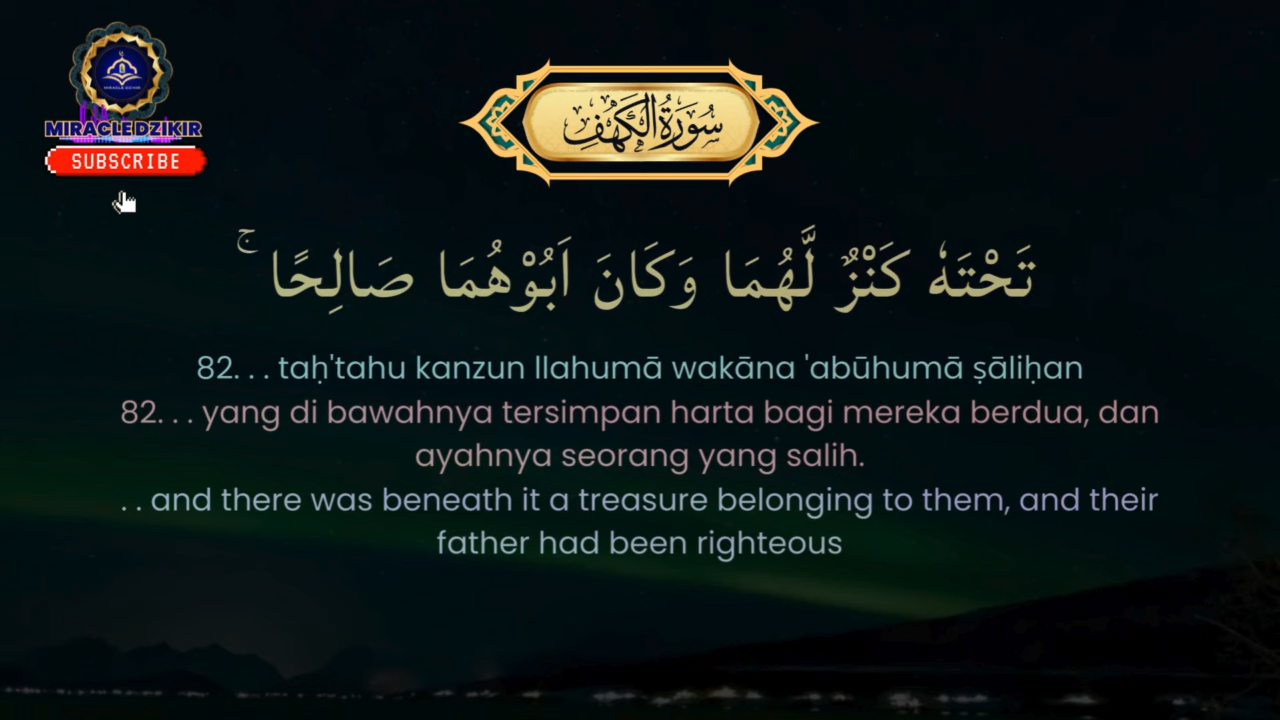 MIRACLE DZIKIR
SUBSCRIBE
سُورَةُ الْكَهْفِ
تَحْتَهٗ كَنْزٌ لَّهُمَا وَكَانَ اَبُوْهُمَا صَالِحًا ۚ
82. . . taḥ'tahu kanzun llahumā wakāna 'abūhumā ṣāliḥan
82. . . yang di bawahnya tersimpan harta bagi mereka berdua, dan
ayahnya seorang yang salih.
. . and there was beneath it a treasure belonging to them, and their
father had been righteous